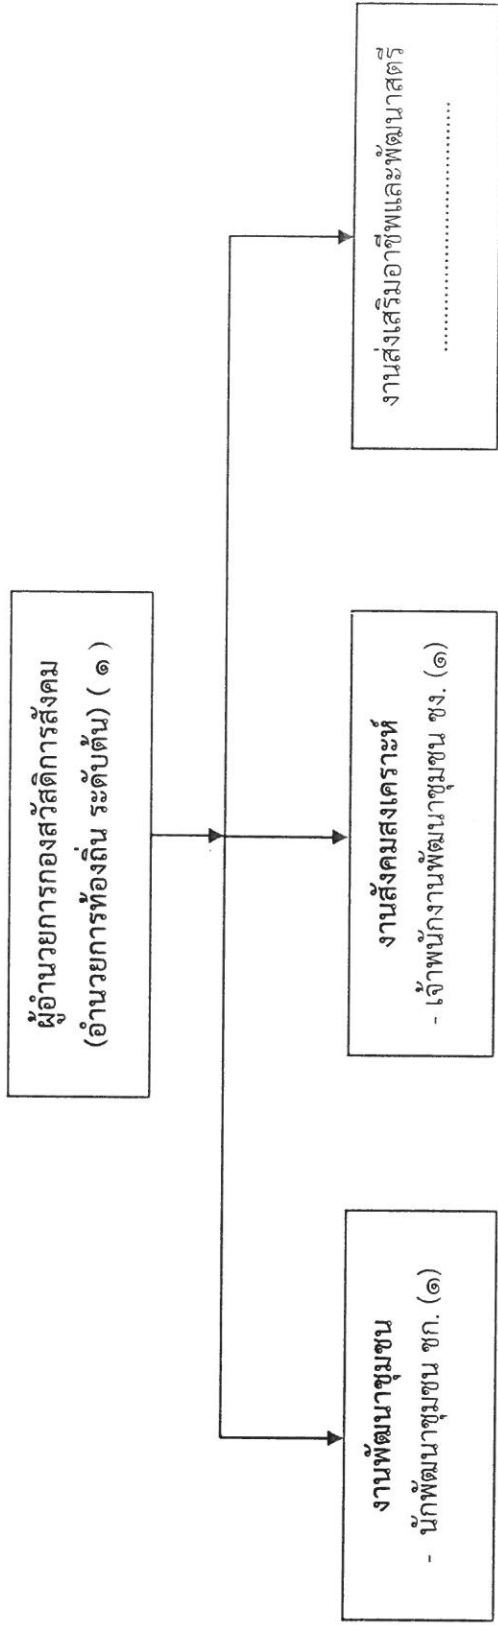 ผู้อำนวยการกองสวัสดิการสังคม
(อำนวยการท้องถิ่น ระดับต้น) ( ๑ )
งานพัฒนาชุมชน
- นักพัฒนาชุมชน ชก. (๑)
งานสังคมสงเคราะห์
- เจ้าพนักงานพัฒนาชุมชน ชง. (๑)
งานส่งเสริมอาชีพและพัฒนาสตรี
........................................